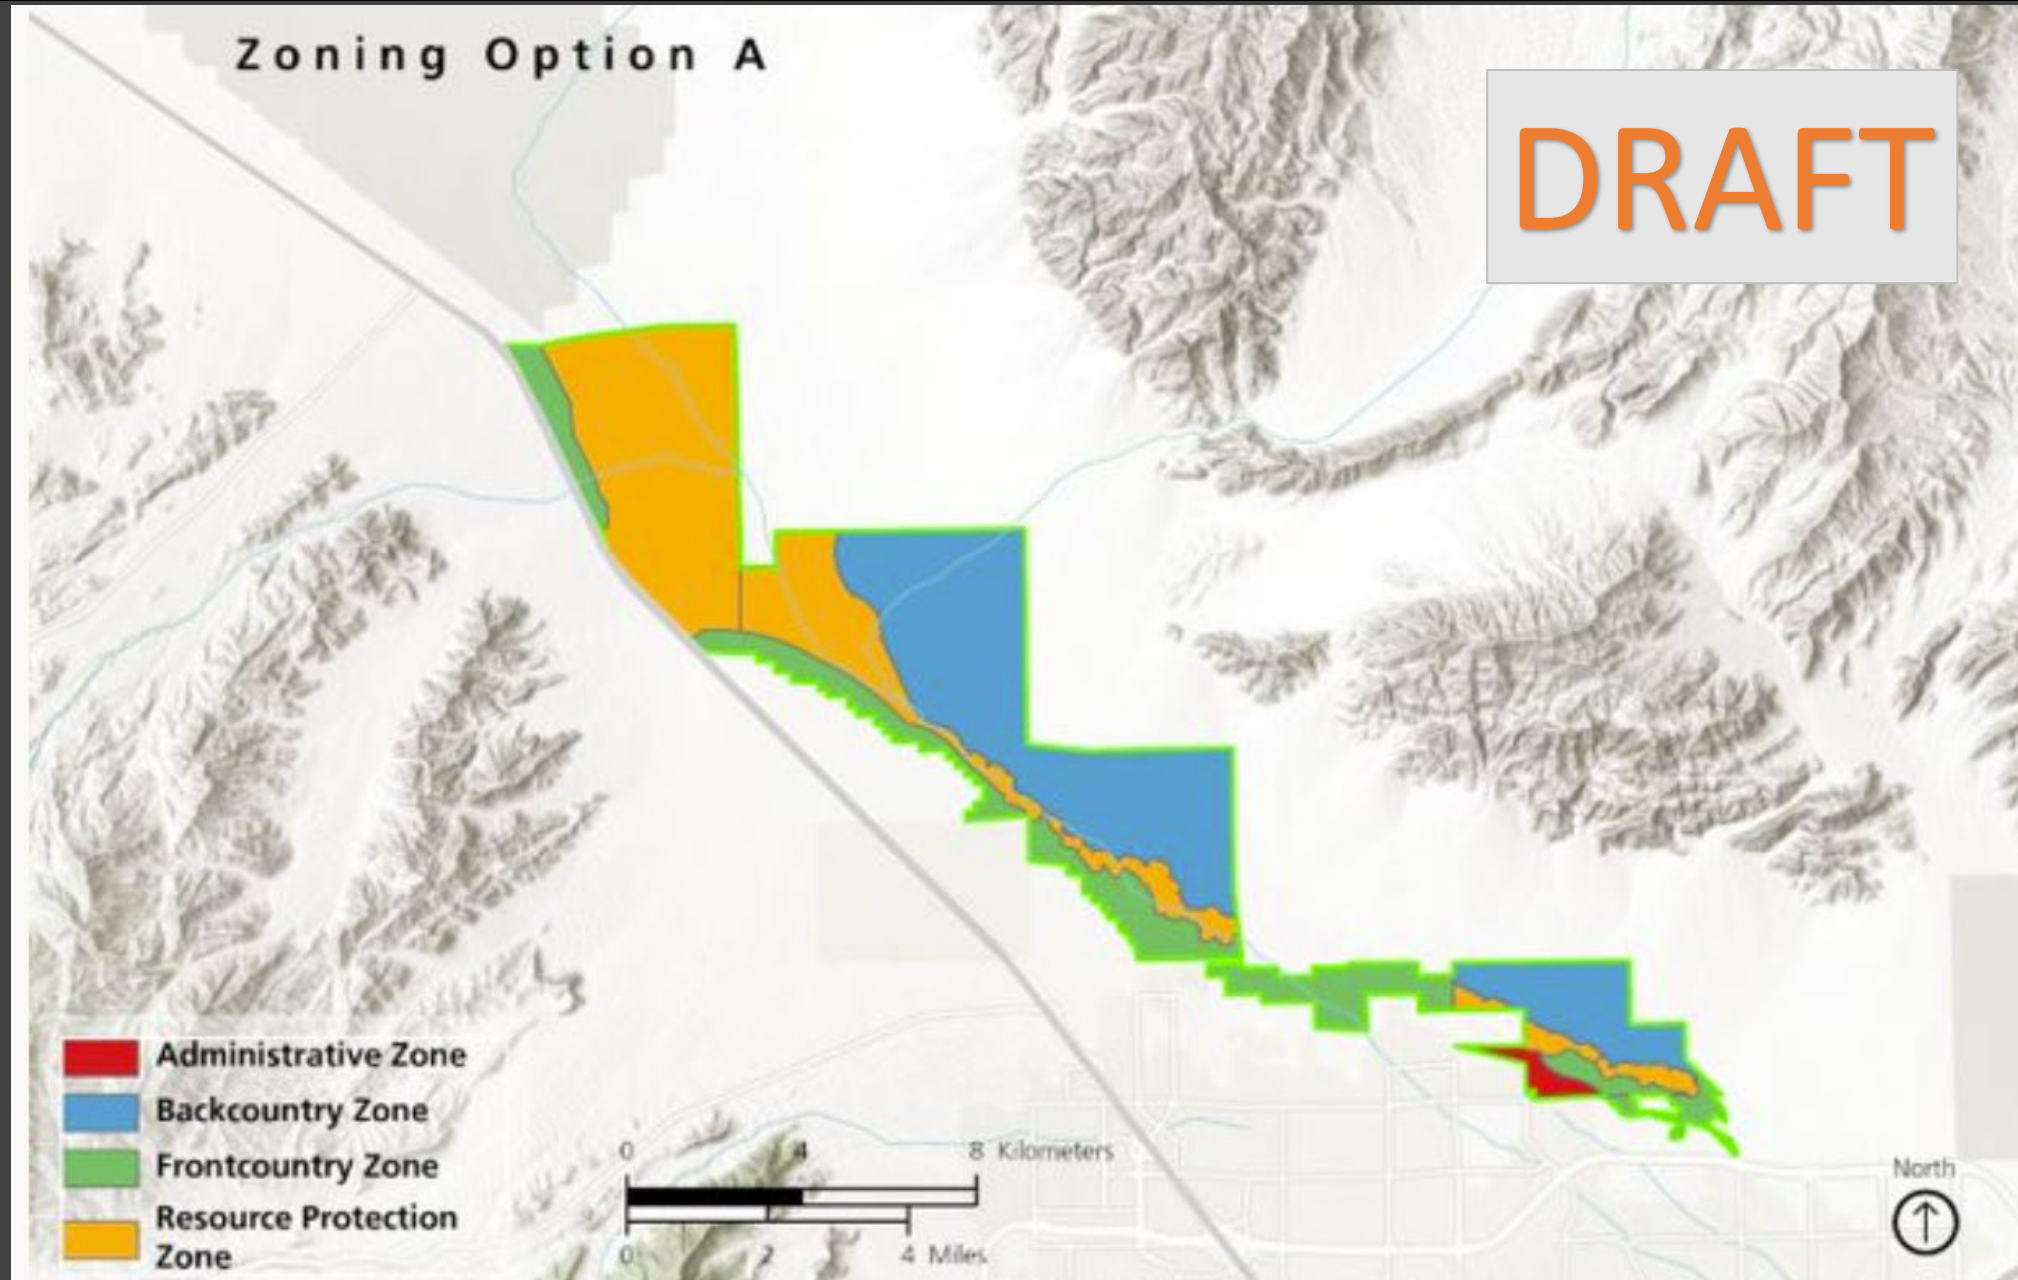 Zoning Option A
DRAFT
Administrative Zone
Backcountry Zone
Frontcountry Zone
Resource Protection
Zone
0 4 8 Kilometers
0 2 4 Miles
North